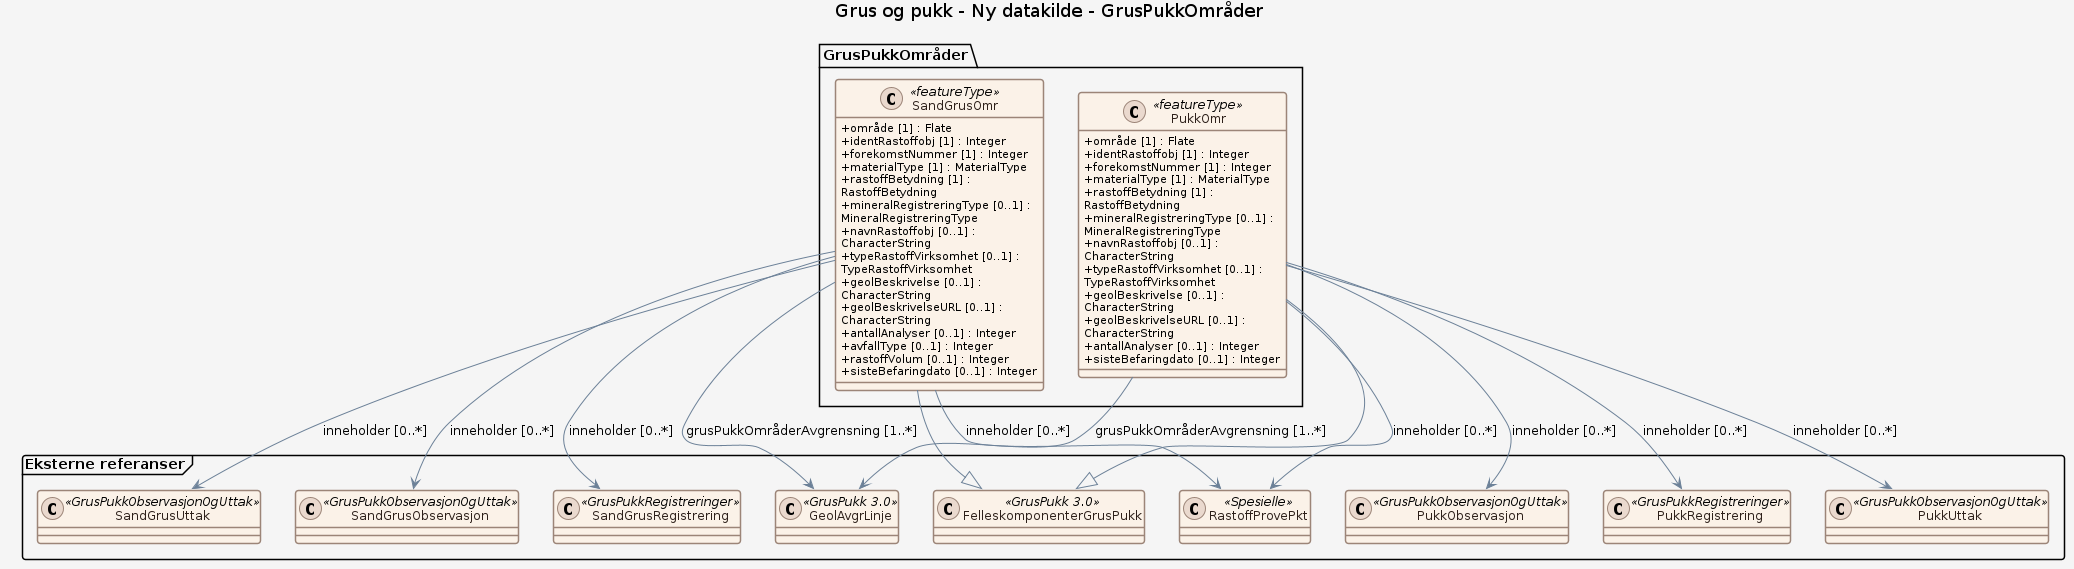 Grus og pukk - Ny datakilde - GrusPukkOmråder
GrusPukkOmråder
«featureType»
SandGrusOmr
+område [1] : Flate
+identRastoffobj [1] : Integer
+forekomstNummer [1] : Integer
+materialType [1] : MaterialType
+rastoffBetydning [1] :
RastoffBetydning
+mineralRegistreringType [0..1] :
MineralRegistreringType
+navnRastoffobj [0..1] :
CharacterString
+typeRastoffVirksomhet [0..1] :
TypeRastoffVirksomhet
+geolBeskrivelse [0..1] :
CharacterString
+geolBeskrivelseURL [0..1] :
CharacterString
+antallAnalyser [0..1] : Integer
+avfallType [0..1] : Integer
+rastoffVolum [0..1] : Integer
+sisteBefaringdato [0..1] : Integer
«featureType»
PukkOmr
+område [1] : Flate
+identRastoffobj [1] : Integer
+forekomstNummer [1] : Integer
+materialType [1] : MaterialType
+rastoffBetydning [1] :
RastoffBetydning
+mineralRegistreringType [0..1] :
MineralRegistreringType
+navnRastoffobj [0..1] :
CharacterString
+typeRastoffVirksomhet [0..1] :
TypeRastoffVirksomhet
+geolBeskrivelse [0..1] :
CharacterString
+geolBeskrivelseURL [0..1] :
CharacterString
+antallAnalyser [0..1] : Integer
+sisteBefaringdato [0..1] : Integer
inneholder [0..*]
inneholder [0..*]
inneholder [0..*]
grusPukkOmråderAvgrensning [1..*]
inneholder [0..*]
grusPukkOmråderAvgrensning [1..*]
inneholder [0..*]
inneholder [0..*]
inneholder [0..*]
inneholder [0..*]
Eksterne referanser
C «GrusPukkObservasjonOgUttak»
SandGrusUttak
C «GrusPukkObservasjonOgUttak»
SandGrusObservasjon
C «GrusPukkRegistreringer»
SandGrusRegistrering
C «GrusPukk 3.0»
GeolAvgrLinje
C «GrusPukk 3.0»
FelleskomponenterGrusPukk
C «Spesielle»
RastoffProvePkt
C «GrusPukkObservasjonOgUttak»
PukkObservasjon
C «GrusPukkRegistreringer»
PukkRegistrering
C «GrusPukkObservasjonOgUttak»
PukkUttak